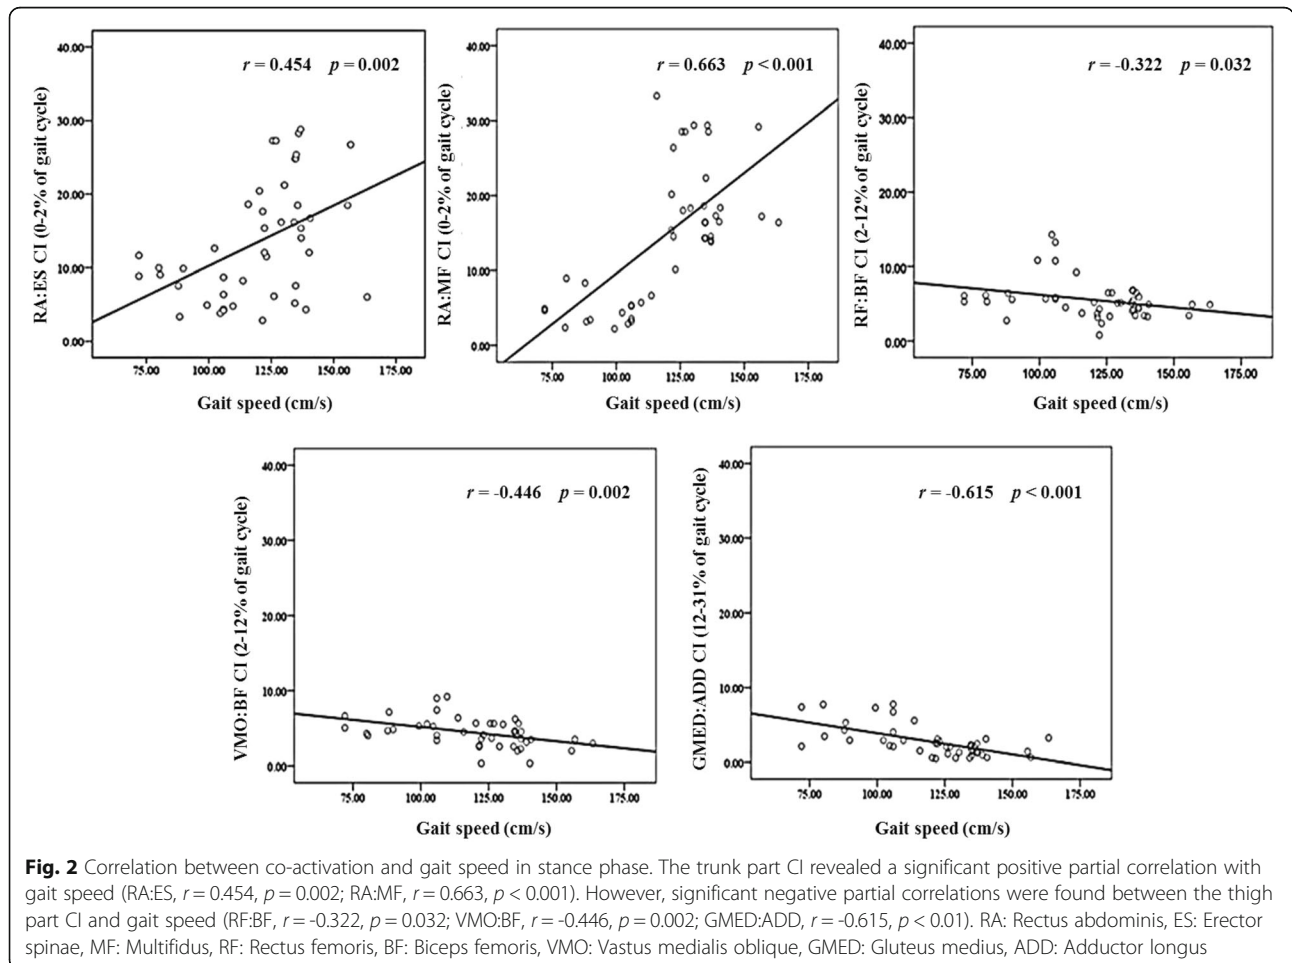 RA:ES CI (0-2% of gait cycle)
40.00
30.00
20.00
10.00
0.00
r = 0.454 p = 0.002
75.00 100.00 125.00 150.00 175.00
Gait speed (cm/s)
RA:MF CI (0-2% of gait cycle)
40.00
30.00
20.00
10.00
0.00
r = 0.663 p < 0.001
75.00 100.00 125.00 150.00 175.00
Gait speed (cm/s)
RF:BF CI (2-12% of gait cycle)
40.00
30.00
20.00
10.00
0.00
r = -0.322 p = 0.032
75.00 100.00 125.00 150.00 175.00
Gait speed (cm/s)
VMO:BF CI (2-12% of gait cycle)
40.00
30.00
20.00
10.00
0.00
r = -0.446 p = 0.002
75.00 100.00 125.00 150.00 175.00
Gait speed (cm/s)
GMED:ADD CI (12-31% of gait cycle)
40.00
30.00
20.00
10.00
0.00
r = -0.615 p < 0.001
75.00 100.00 125.00 150.00 175.00
Gait speed (cm/s)
Fig. 2 Correlation between co-activation and gait speed in stance phase. The trunk part CI revealed a significant positive partial correlation with
gait speed (RA:ES, r = 0.454, p = 0.002; RA:MF, r = 0.663, p < 0.001). However, significant negative partial correlations were found between the thigh
part CI and gait speed (RF:BF, r = -0.322, p = 0.032; VMO:BF, r = -0.446, p = 0.002; GMED:ADD, r = -0.615, p < 0.01). RA: Rectus abdominis, ES: Erector
spinae, MF: Multifidus, RF: Rectus femoris, BF: Biceps femoris, VMO: Vastus medialis oblique, GMED: Gluteus medius, ADD: Adductor longus